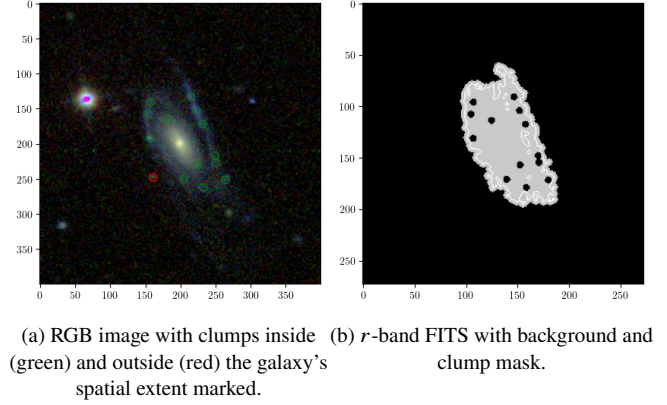 0
50
100
150
200
250
300
350
0 50 100 150 200 250 300 350
0
50
100
150
200
250
0 50 100 150 200 250
(a) RGB image with clumps inside
(green) and outside (red) the galaxy's
spatial extent marked.
(b) r-band FITS with background and
clump mask.